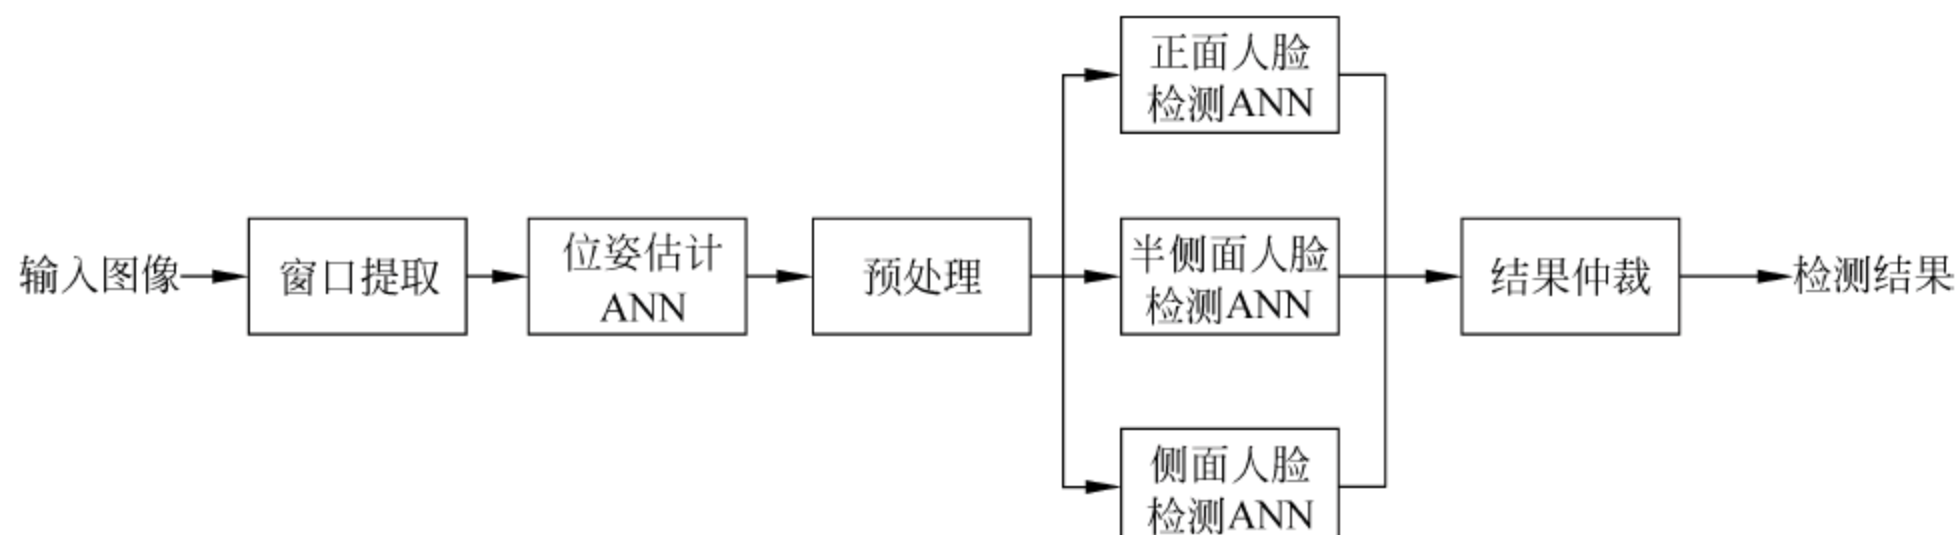 输入图像
窗口提取
位姿估计
ANN
预处理
正面人脸
检测ANN
半侧面人脸
检测ANN
侧面人脸
检测ANN
结果仲裁
检测结果